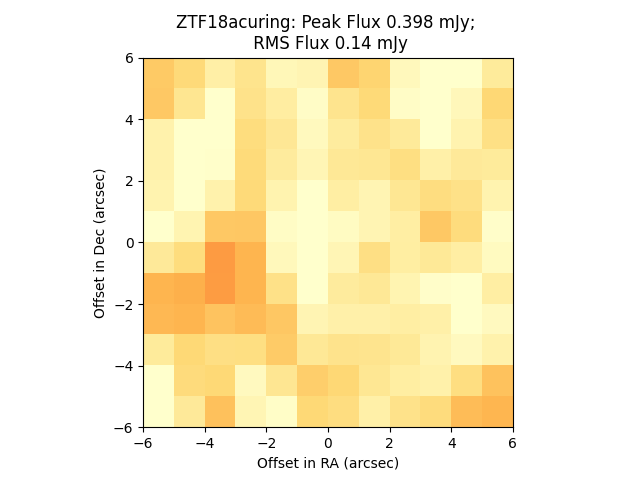 ZTF18acuring: Peak Flux 0.398 mJy;
RMS Flux 0.14 mJy
6
4
2
0
−2
−4
−6
Offset in Dec (arcsec)
−6 −4 −2 0 2 4 6
Offset in RA (arcsec)